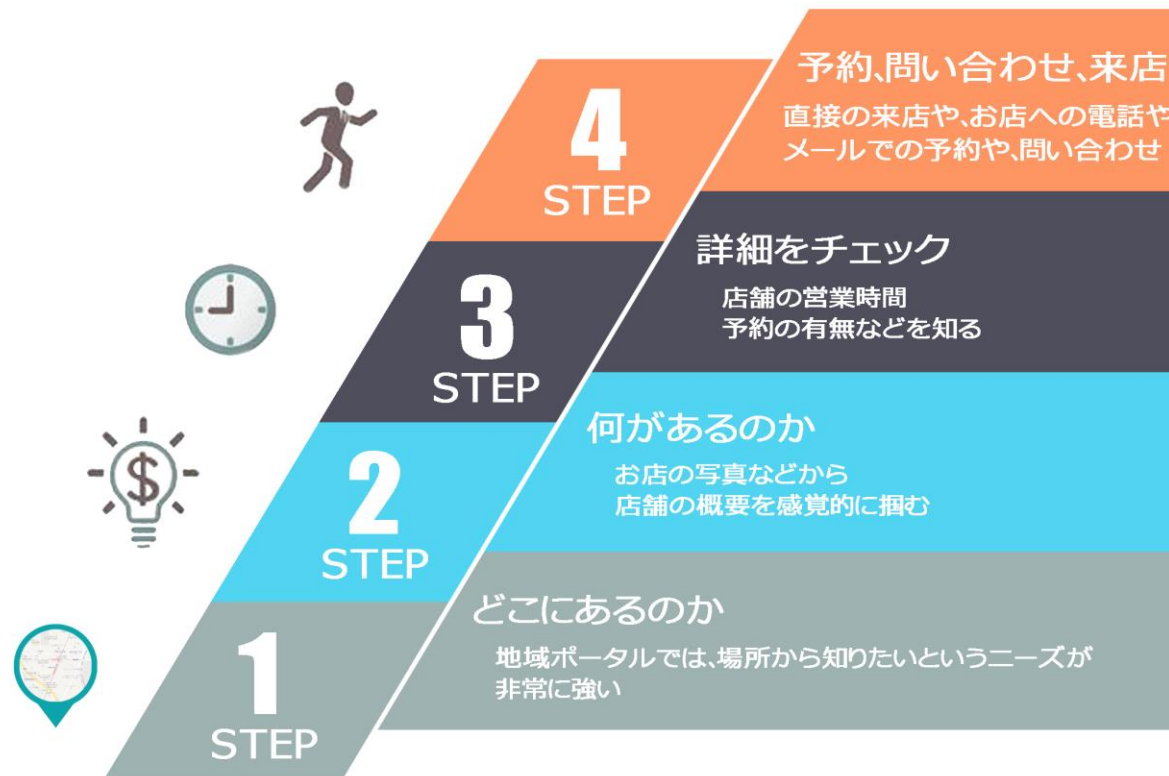 4
STEP
予約、問い合わせ、来店
直接の来店や、お店への電話や
メールでの予約や、問い合わせ
3
STEP
詳細をチェック
店舗の営業時間
予約の有無などを知る
2
STEP
何があるのか
お店の写真などから
店舗の概要を感覚的に掴む
1
STEP
どこにあるのか
地域ポータルでは、場所から知りたいというニーズが
非常に強い
$